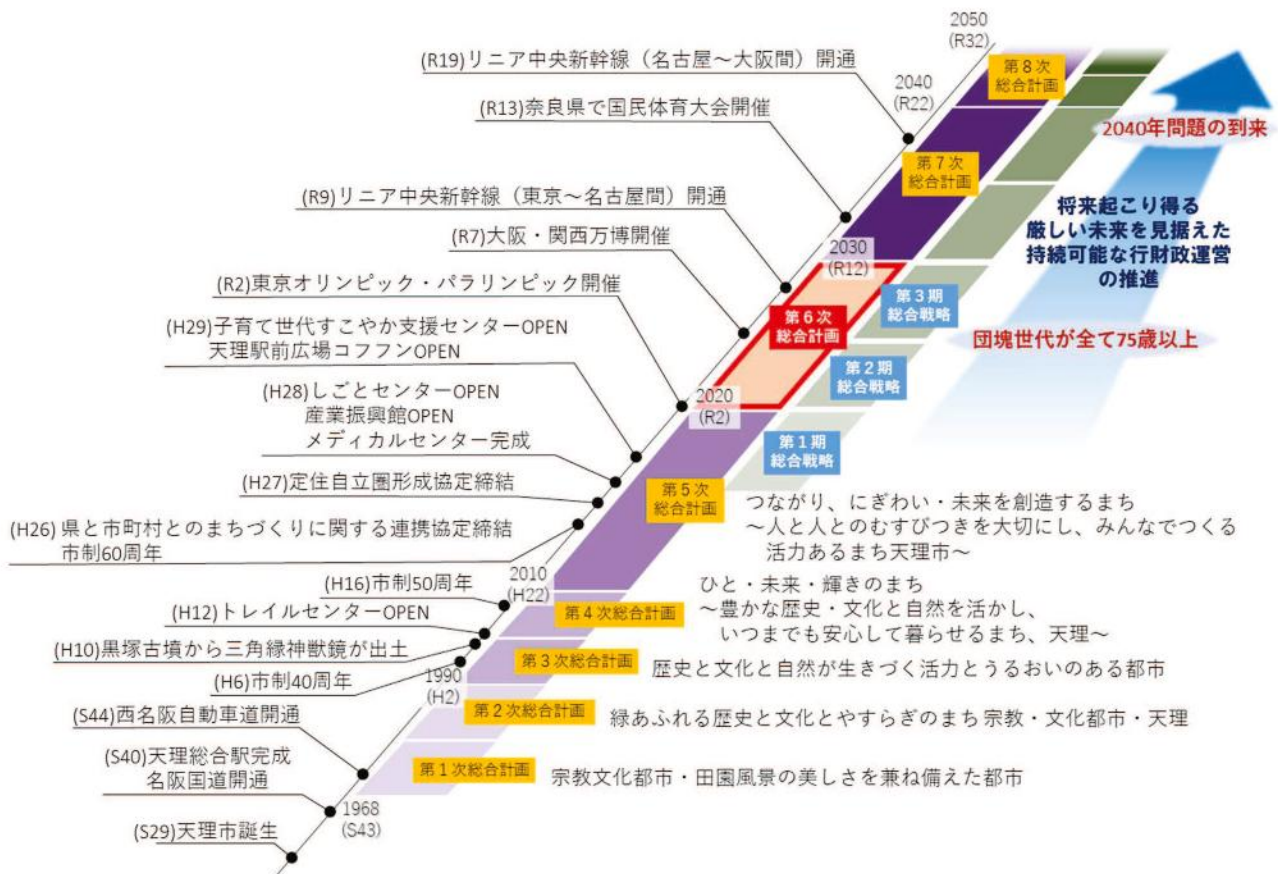 2050
(R32)
(R19)リニア中央新幹線（名古屋～大阪間）開通
第8次
総合計画
2040
(R22)
(R13)奈良県で国民体育大会開催
2040年問題の到来
第7次
総合計画
(R9)リニア中央新幹線（東京～名古屋間）開通
将来起こり得る
厳しい未来を見据えた
持続可能な行財政運営
の推進
(R7)大阪・関西万博開催
2030
(R12)
(R2)東京オリンピック・パラリンピック開催
第3期
総合戦略
第6次
総合計画
(H29)子育て世代すこやか支援センターOPEN
天理駅前広場コフフンOPEN
団塊世代が全て75歳以上
第2期
総合戦略
(H28)しごとセンターOPEN
産業振興館OPEN
メディカルセンター完成
2020
(R2)
第1期
総合戦略
(H27)定住自立圏形成協定締結
第5次
総合計画
つながり、にぎわい・未来を創造するまち
～人と人とのむすびつきを大切にし、みんなでつくる
活力あるまち天理市～
(H26) 県と市町村とのまちづくりに関する連携協定締結
市制60周年
2010
(H22)
(H16)市制50周年
ひと・未来・輝きのまち
～豊かな歴史・文化と自然を活かし、
いつまでも安心して暮らせるまち、天理～
第4次総合計画
(H12)トレイルセンターOPEN
(H10)黒塚古墳から三角縁神獣鏡が出土
第3次総合計画
歴史と文化と自然が生きづく活力とうるおいのある都市
(H6)市制40周年
1990
(H2)
(S44)西名阪自動車道開通
第2次総合計画
緑あふれる歴史と文化とやすらぎのまち 宗教・文化都市・天理
(S40)天理総合駅完成
名阪国道開通
第1次総合計画
宗教文化都市・田園風景の美しさを兼ね備えた都市
1968
(S43)
(S29)天理市誕生